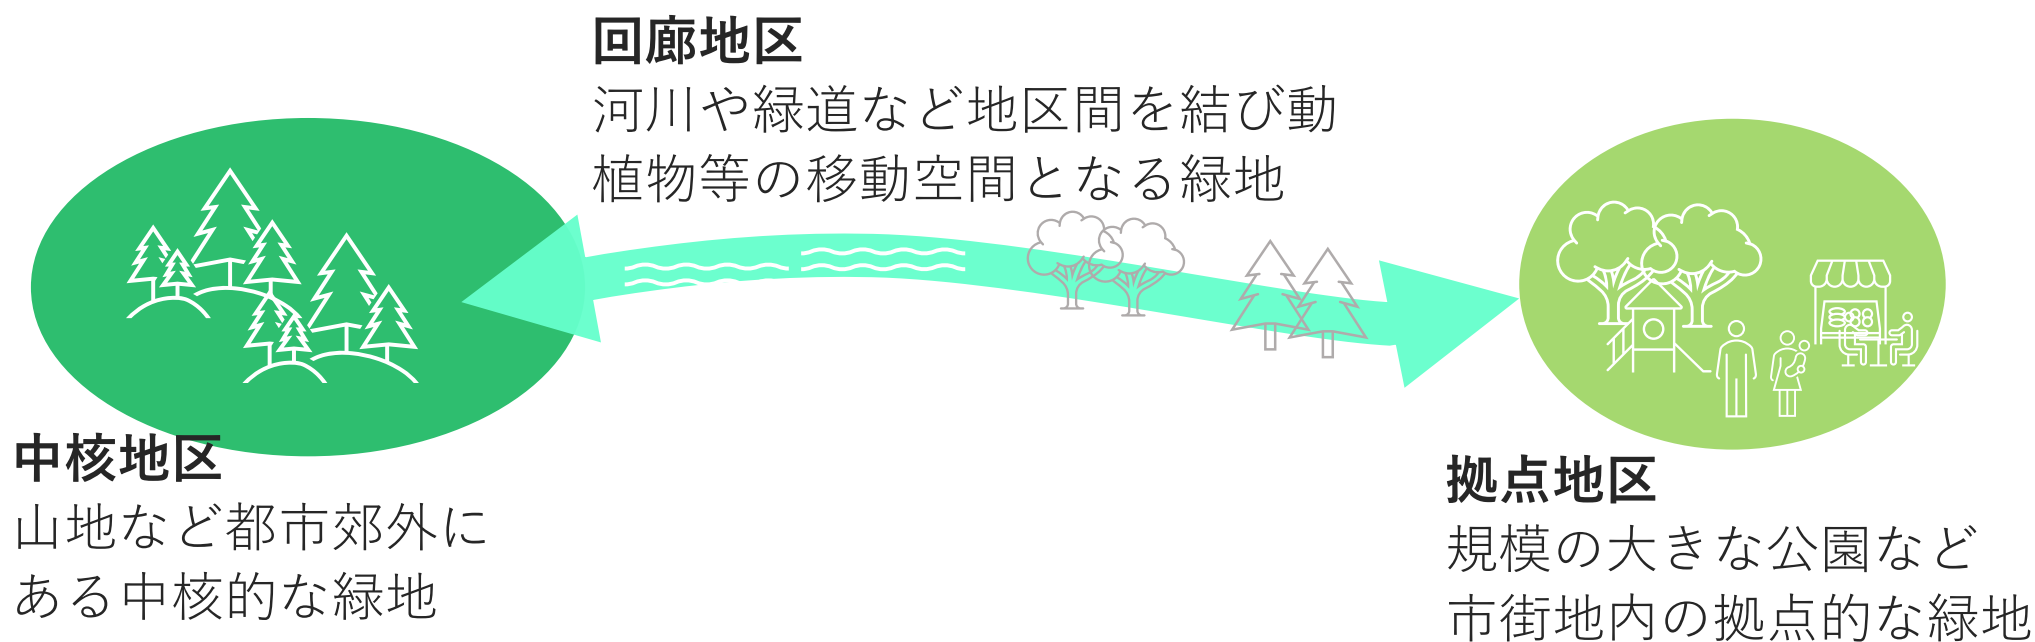 回廊地区
河川や緑道など地区間を結び動
植物等の移動空間となる緑地
中核地区
山地など都市郊外に
ある中核的な緑地
拠点地区
規模の大きな公園など
市街地内の拠点的な緑地